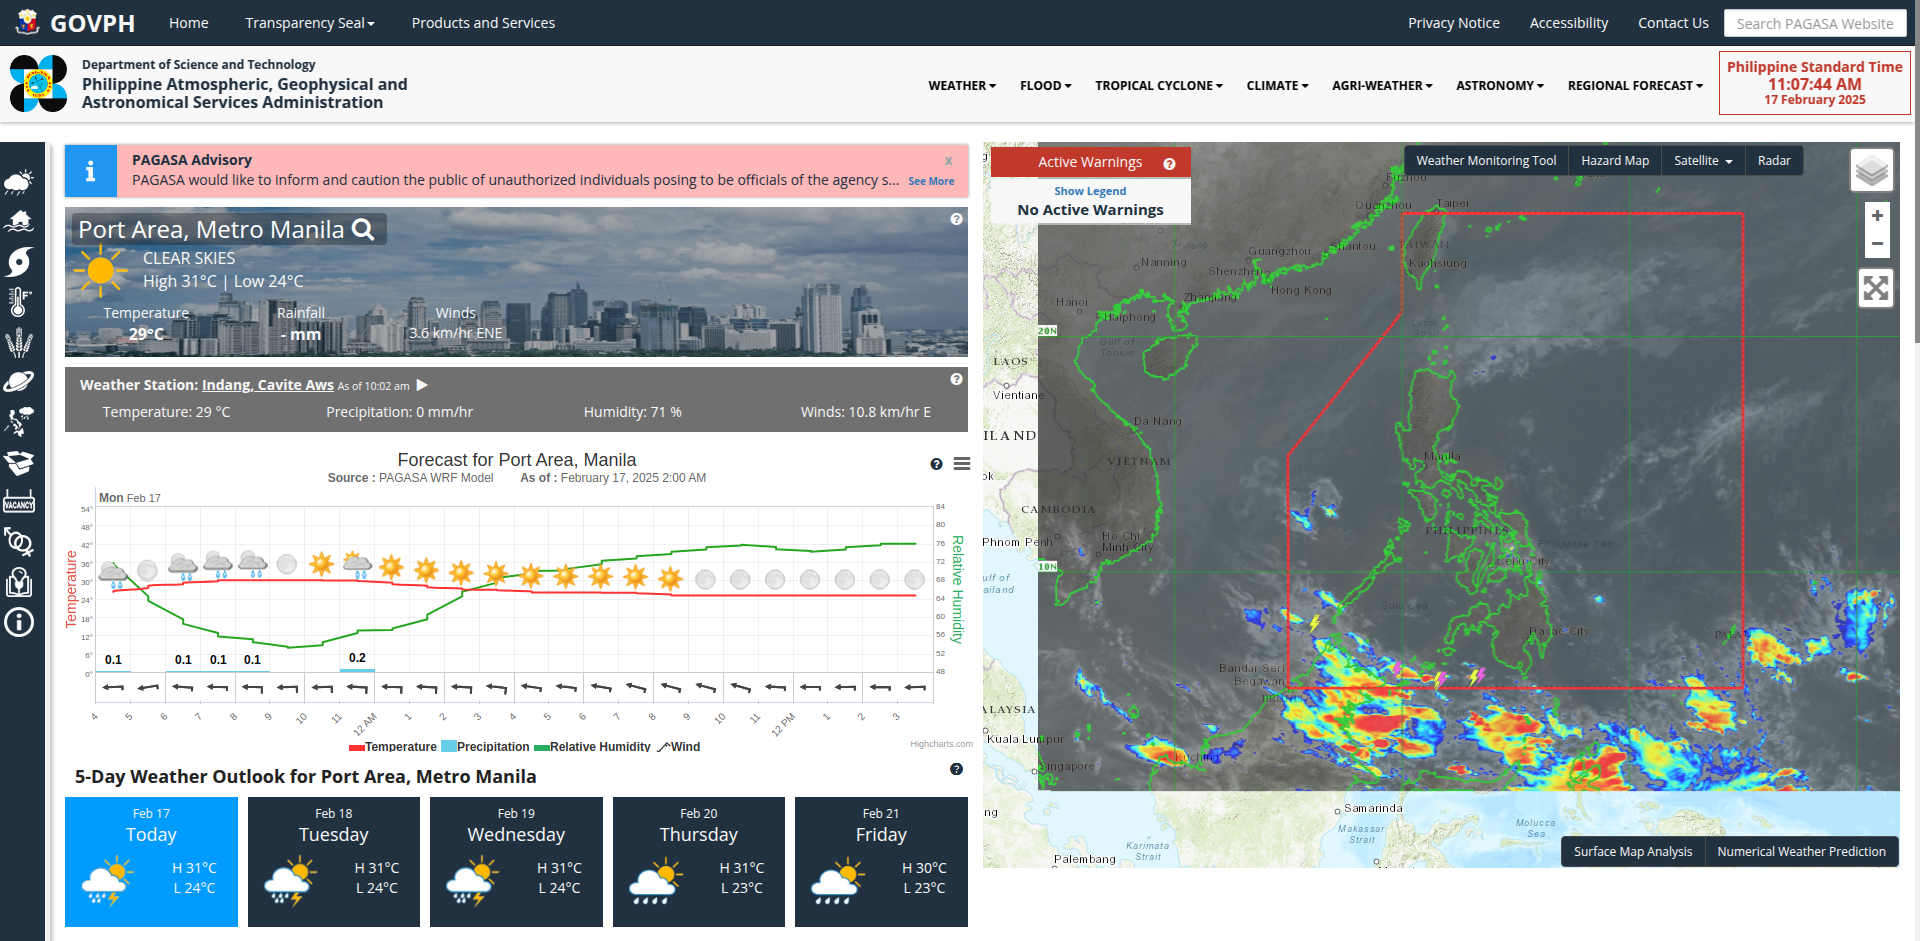 GOVPH
Home
Transparency Seal
Products and Services
Privacy Notice
Accessibility
Contact Us
Search PAGASA Website
Department of Science and Technology
Philippine Atmospheric, Geophysical and
Astronomical Services Administration
WEATHER
FLOOD
TROPICAL CYCLONE
CLIMATE
AGRI-WEATHER
ASTRONOMY
REGIONAL FORECAST
Philippine Standard Time
11:07:44 AM
17 February 2025
PAGASA Advisory
x
PAGASA would like to inform and caution the public of unauthorized individuals posing to be officials of the agency s...
See More
Port Area, Metro Manila
CLEAR SKIES
High 31°C | Low 24°C
Temperature
Rainfall
Winds
29°C
- mm
3.6 km/hr ENE
Weather Station: Indang, Cavite Aws As of 10:02 am
Temperature: 29 °C
Precipitation: 0 mm/hr
Humidity: 71 %
Winds: 10.8 km/hr E
Forecast for Port Area, Manila
Source : PAGASA WRF Model
As of : February 17, 2025 2:00 AM
Mon Feb 17
Temperature
54°
48°
42°
36°
30°
24°
18°
12°
6°
0°
84
80
76
72
68
64
60
56
52
48
Relative Humidity
0.1
0.1
0.1
0.1
0.2
4
5
6
7
8
9
10
11
12 AM
1
2
3
4
5
6
7
8
9
10
11
12 PM
1
2
3
Temperature
Precipitation
Relative Humidity
Wind
Highcharts.com
5-Day Weather Outlook for Port Area, Metro Manila
Feb 17
Today
H 31°C
L 24°C
Feb 18
Tuesday
H 31°C
L 24°C
Feb 19
Wednesday
H 31°C
L 24°C
Feb 20
Thursday
H 31°C
L 23°C
Feb 21
Friday
H 30°C
L 23°C
VACANCY
Active Warnings
Show Legend
No Active Warnings
Weather Monitoring Tool
Hazard Map
Satellite
Radar
+
−
Fuzhou
Quanzhou
Taipei
Guangzhou
Shantou
TAIWAN
Nanning
Shenzhen
Kaohsiung
Hanoi
Zhanjiang
Hong Kong
Haiphong
20N
Luzon
Strait
Gulf of
Tonkin
LAOS
Vientiane
Da Nang
ILAND
VIETNAM
Manila
ok
CAMBODIA
PHILIPPINES
Phnom Penh
Ho Chi
Minh City
Philippine Sea
Cebu City
10N
ulf of
ailand
Sulu Sea
Davao City
PALA
Bandar Seri
Begawan
BRUNEI
ALAYSIA
Kuala Lumpur
Kuching
Singapore
ng
Samarinda
Makassar
Strait
Molucca
Sea
Karimata
Strait
Palembang
Surface Map Analysis
Numerical Weather Prediction